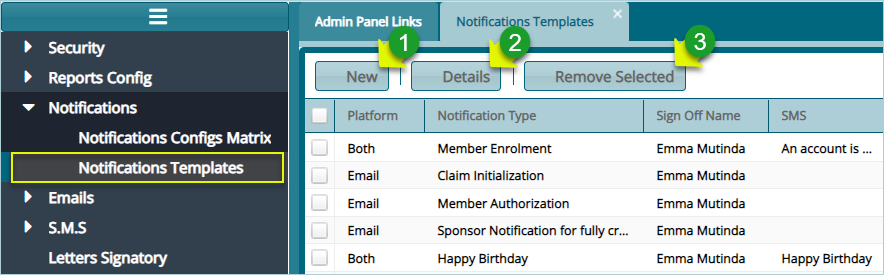 Security
Reports Config
Notifications
Notifications Configs Matrix
Notifications Templates
Emails
S.M.S
Letters Signatory
Admin Panel Links Notifications Templates ×
1 2 3
New Details Remove Selected
Platform Notification Type Sign Off Name SMS
Both Member Enrolment Emma Mutinda An account is ...
Email Claim Initialization Emma Mutinda
Email Member Authorization Emma Mutinda
Email Sponsor Notification for fully cr... Emma Mutinda
Both Happy Birthday Emma Mutinda Happy Birthday